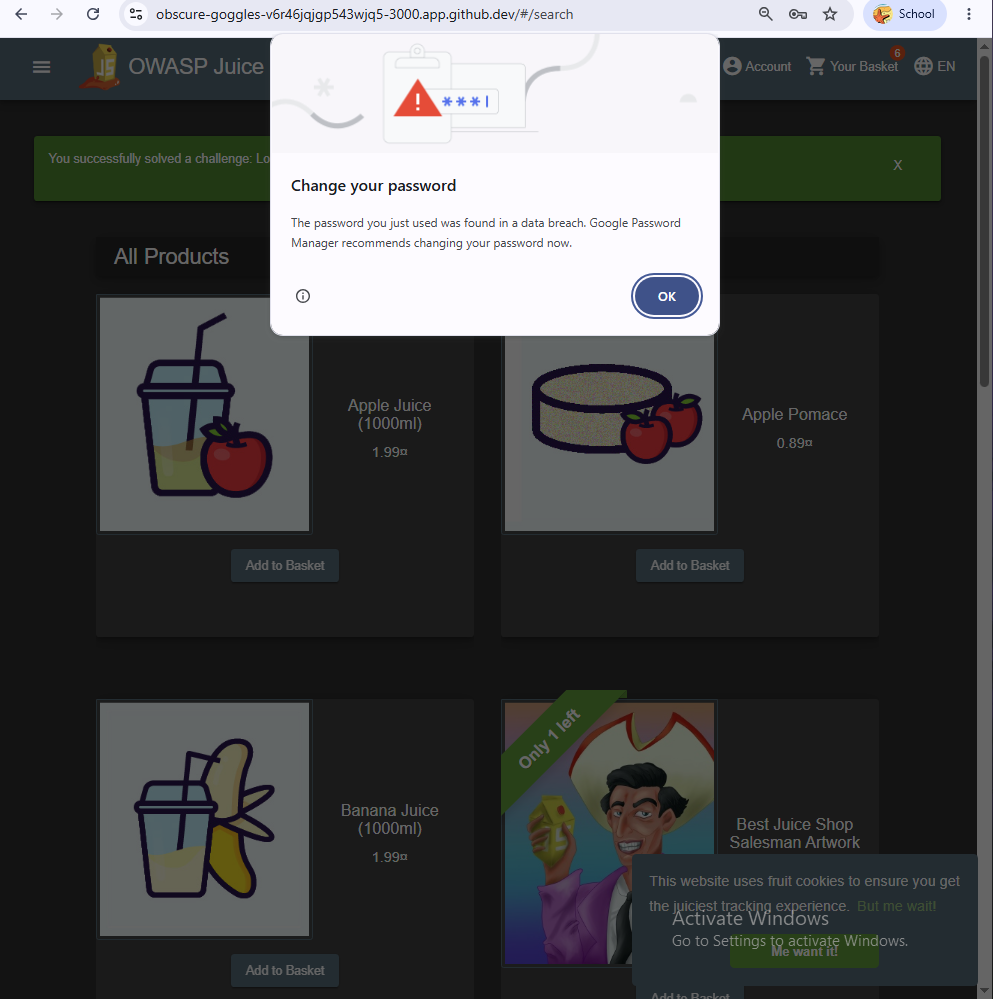 obscure-goggles-v6r46jqjgp543wjq5-3000.app.github.dev/#/search
School
OWASP Juice
Account
Your Basket
6
EN
You successfully solved a challenge: Lo
X
***|
Change your password
The password you just used was found in a data breach. Google Password
Manager recommends changing your password now.
OK
All Products
Apple Juice
(1000ml)
1.99¤
Add to Basket
Apple Pomace
0.89¤
Add to Basket
Banana Juice
(1000ml)
1.99¤
Add to Basket
Only 1 left
Best Juice Shop
Salesman Artwork
Add to Basket
This website uses fruit cookies to ensure you get
the juiciest tracking experience. But me wait!
Me want it!
Activate Windows
Go to Settings to activate Windows.